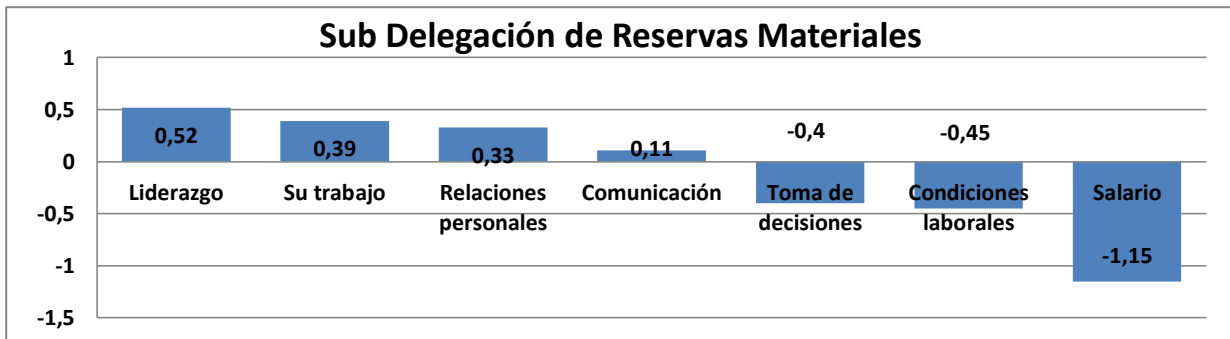 Sub Delegación de Reservas Materiales
1
0,5
0
-0,5
-1
-1,5
0,52
0,39
0,33
0,11
-0,4
-0,45
-1,15
Liderazgo
Su trabajo
Relaciones
personales
Comunicación
Toma de
decisiones
Condiciones
laborales
Salario